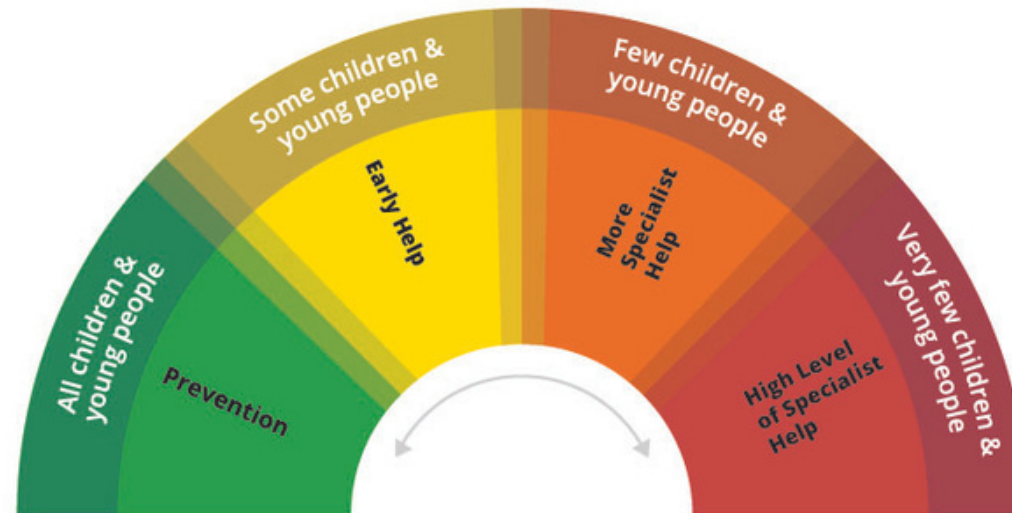 All children &
young people
Prevention
Some children &
young people
Early Help
Few children &
young people
More
Specialist
Help
Very few children &
young people
High Level
of Specialist
Help